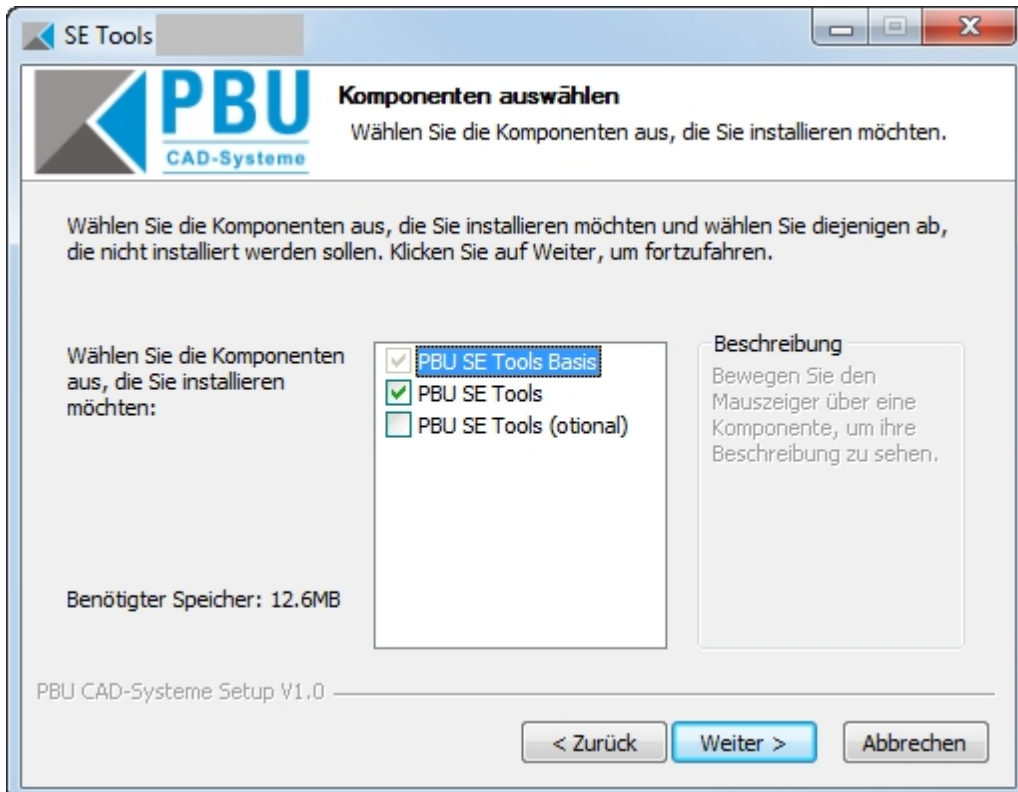 SE Tools
PBU
CAD-Systeme
Komponenten auswählen
Wählen Sie die Komponenten aus, die Sie installieren möchten.
Wählen Sie die Komponenten aus, die Sie installieren möchten und wählen Sie diejenigen ab,
die nicht installiert werden sollen. Klicken Sie auf Weiter, um fortzufahren.
Wählen Sie die Komponenten
aus, die Sie installieren
möchten:
PBU SE Tools Basis
PBU SE Tools
PBU SE Tools (otional)
Beschreibung
Bewegen Sie den
Mauszeiger über eine
Komponente, um ihre
Beschreibung zu sehen.
Benötigter Speicher: 12.6MB
PBU CAD-Systeme Setup V1.0
< Zurück
Weiter >
Abbrechen